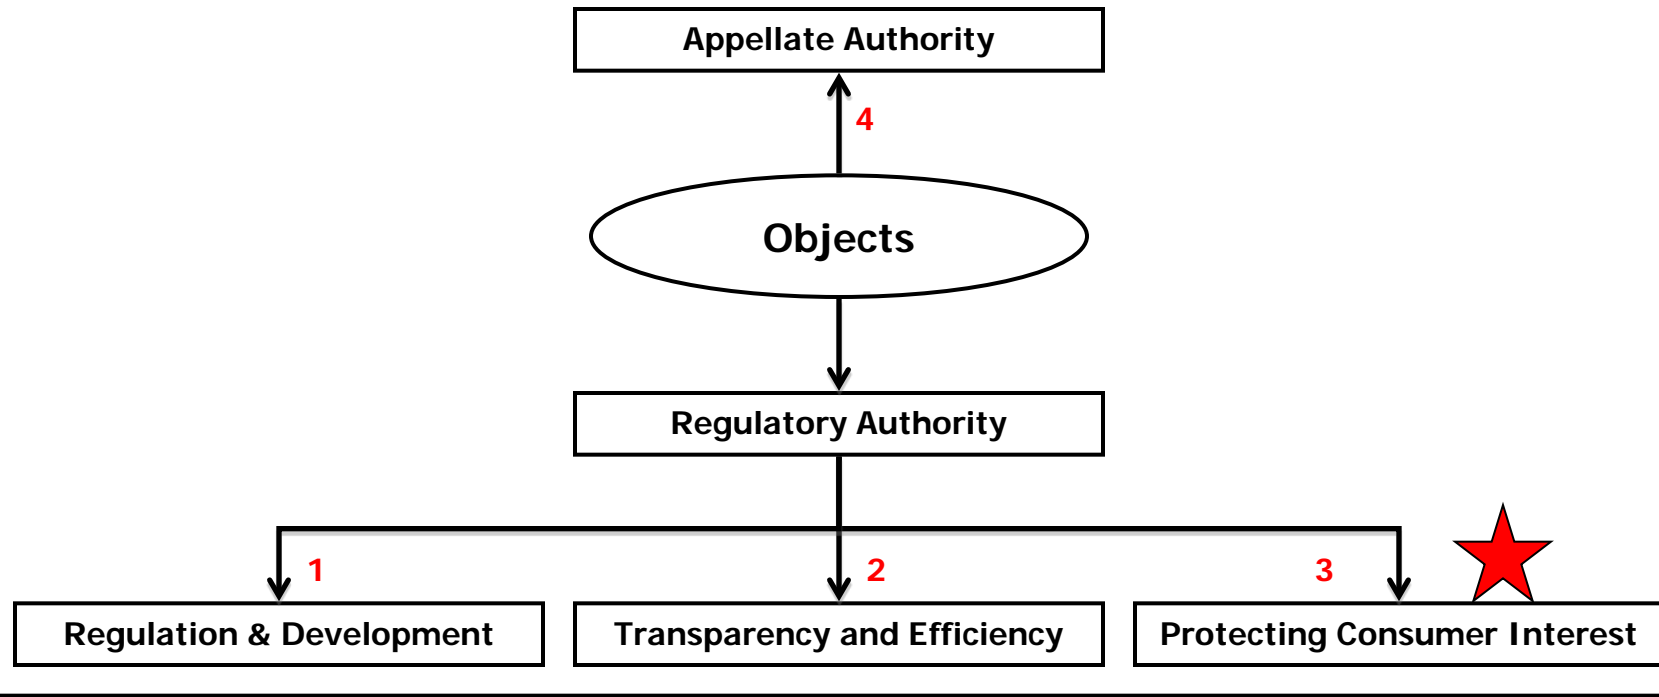 Appellate Authority
4
Objects
Regulatory Authority
1
2
3
Regulation & Development
Transparency and Efficiency
Protecting Consumer Interest